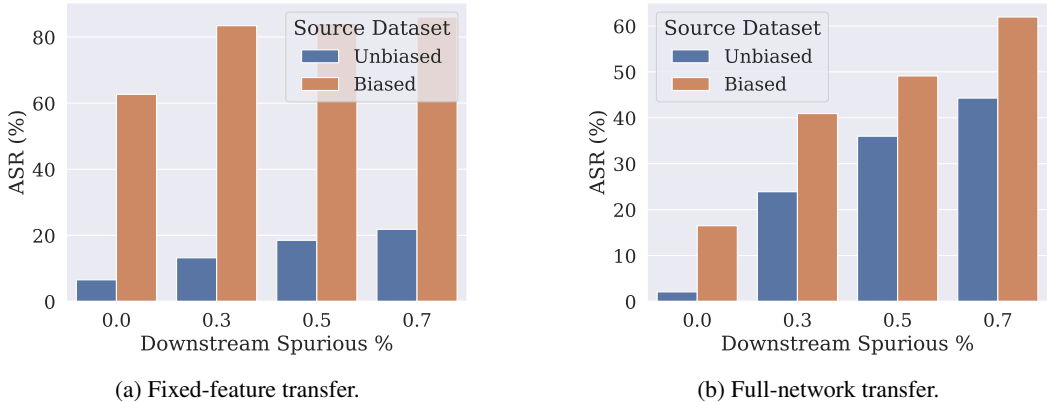 Source Dataset
Unbiased
Biased
ASR (%)
80
60
40
20
0
0.0 0.3 0.5 0.7
Downstream Spurious %
(a) Fixed-feature transfer.
Source Dataset
Unbiased
Biased
ASR (%)
60
50
40
30
20
10
0
0.0 0.3 0.5 0.7
Downstream Spurious %
(b) Full-network transfer.